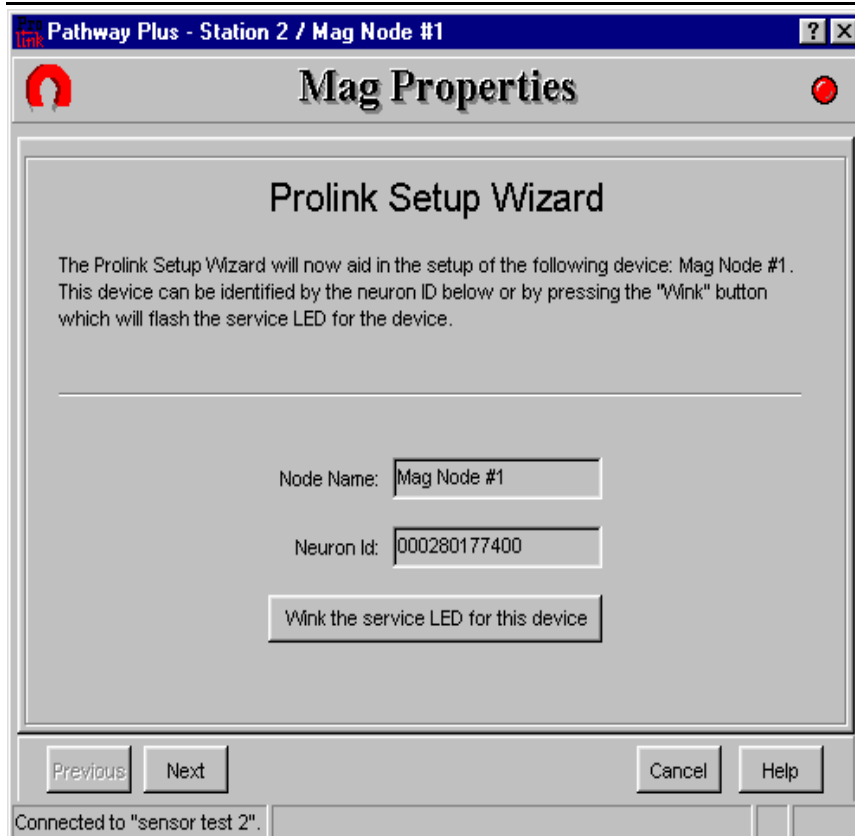 Pro
link
Pathway Plus - Station 2 / Mag Node #1
Mag Properties
Prolink Setup Wizard
The Prolink Setup Wizard will now aid in the setup of the following device: Mag Node #1.
This device can be identified by the neuron ID below or by pressing the "Wink" button
which will flash the service LED for the device.
Node Name: Mag Node #1
Neuron Id: 000280177400
Wink the service LED for this device
Previous Next Cancel Help
Connected to "sensor test 2".